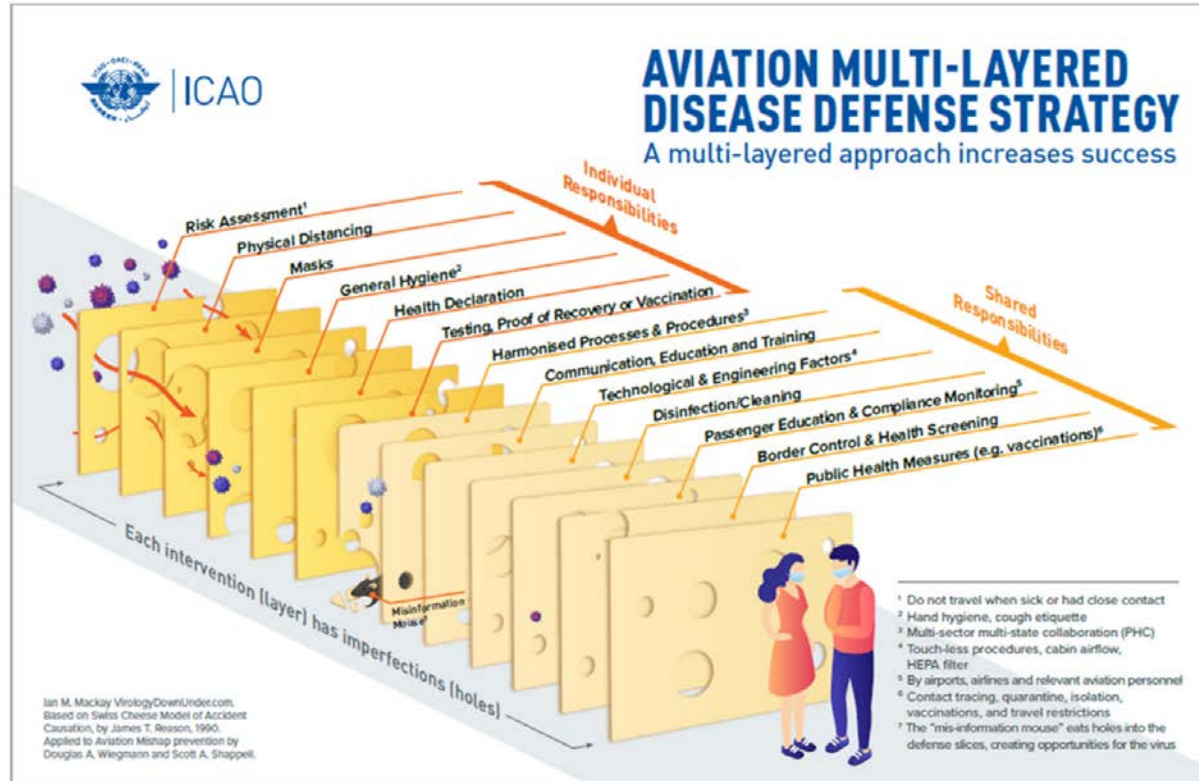 ICAO
AVIATION MULTI-LAYERED
DISEASE DEFENSE STRATEGY
A multi-layered approach increases success
Individual
Responsibilities
Risk Assessment¹
Physical Distancing
Masks
General Hygiene²
Health Declaration
Testing, Proof of Recovery or Vaccination
Shared
Responsibilities
Harmonised Processes & Procedures³
Communication, Education and Training
Technological & Engineering Factors⁴
Disinfection/Cleaning
Passenger Education & Compliance Monitoring⁵
Border Control & Health Screening
Public Health Measures (e.g. vaccinations)⁶
Each intervention (layer) has imperfections (holes)
Misinformation
Mouse⁷
¹ Do not travel when sick or had close contact
² Hand hygiene, cough etiquette
³ Multi-sector multi-state collaboration (PHC)
⁴ Touch-less procedures, cabin airflow,
HEPA filter
⁵ By airports, airlines and relevant aviation personnel
⁶ Contact tracing, quarantine, isolation,
vaccinations, and travel restrictions
⁷ The "mis-information mouse" eats holes into the
defense slices, creating opportunities for the virus
Ian M. Mackay VirologyDownUnder.com.
Based on Swiss Cheese Model of Accident
Causation, by James T. Reason, 1990.
Applied to Aviation Mishap prevention by
Douglas A. Wiegmann and Scott A. Shappell.